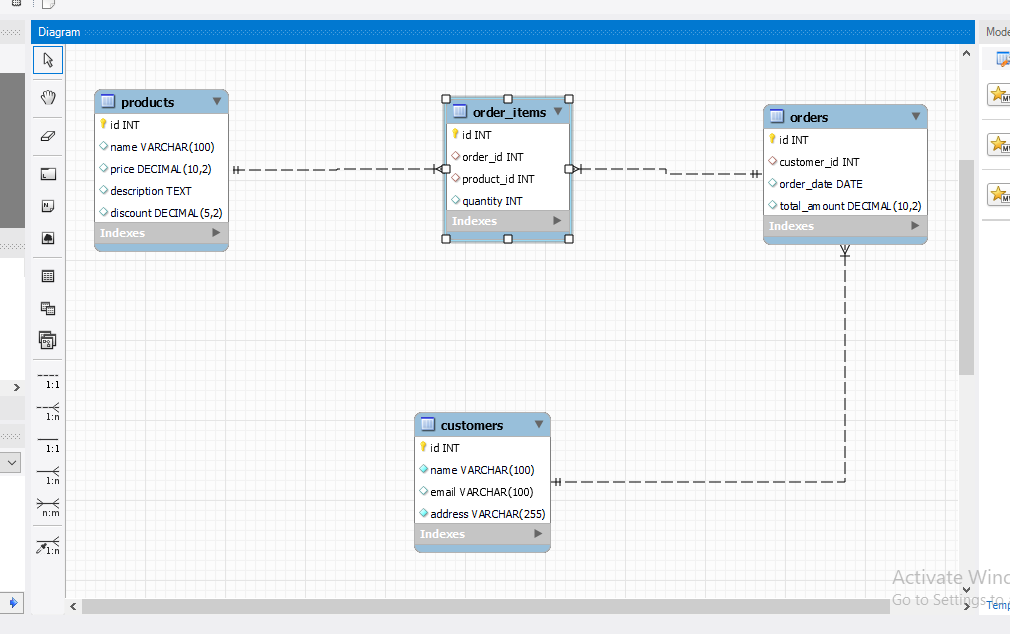 Diagram
Mode
products
id INT
name VARCHAR(100)
price DECIMAL(10,2)
description TEXT
discount DECIMAL(5,2)
Indexes
order_items
id INT
order_id INT
product_id INT
quantity INT
Indexes
orders
id INT
customer_id INT
order_date DATE
total_amount DECIMAL(10,2)
Indexes
customers
id INT
name VARCHAR(100)
email VARCHAR(100)
address VARCHAR(255)
Indexes
1:1
1:n
1:1
1:n
n:m
1:n
Activate Wind
Go to Settings to
Temp